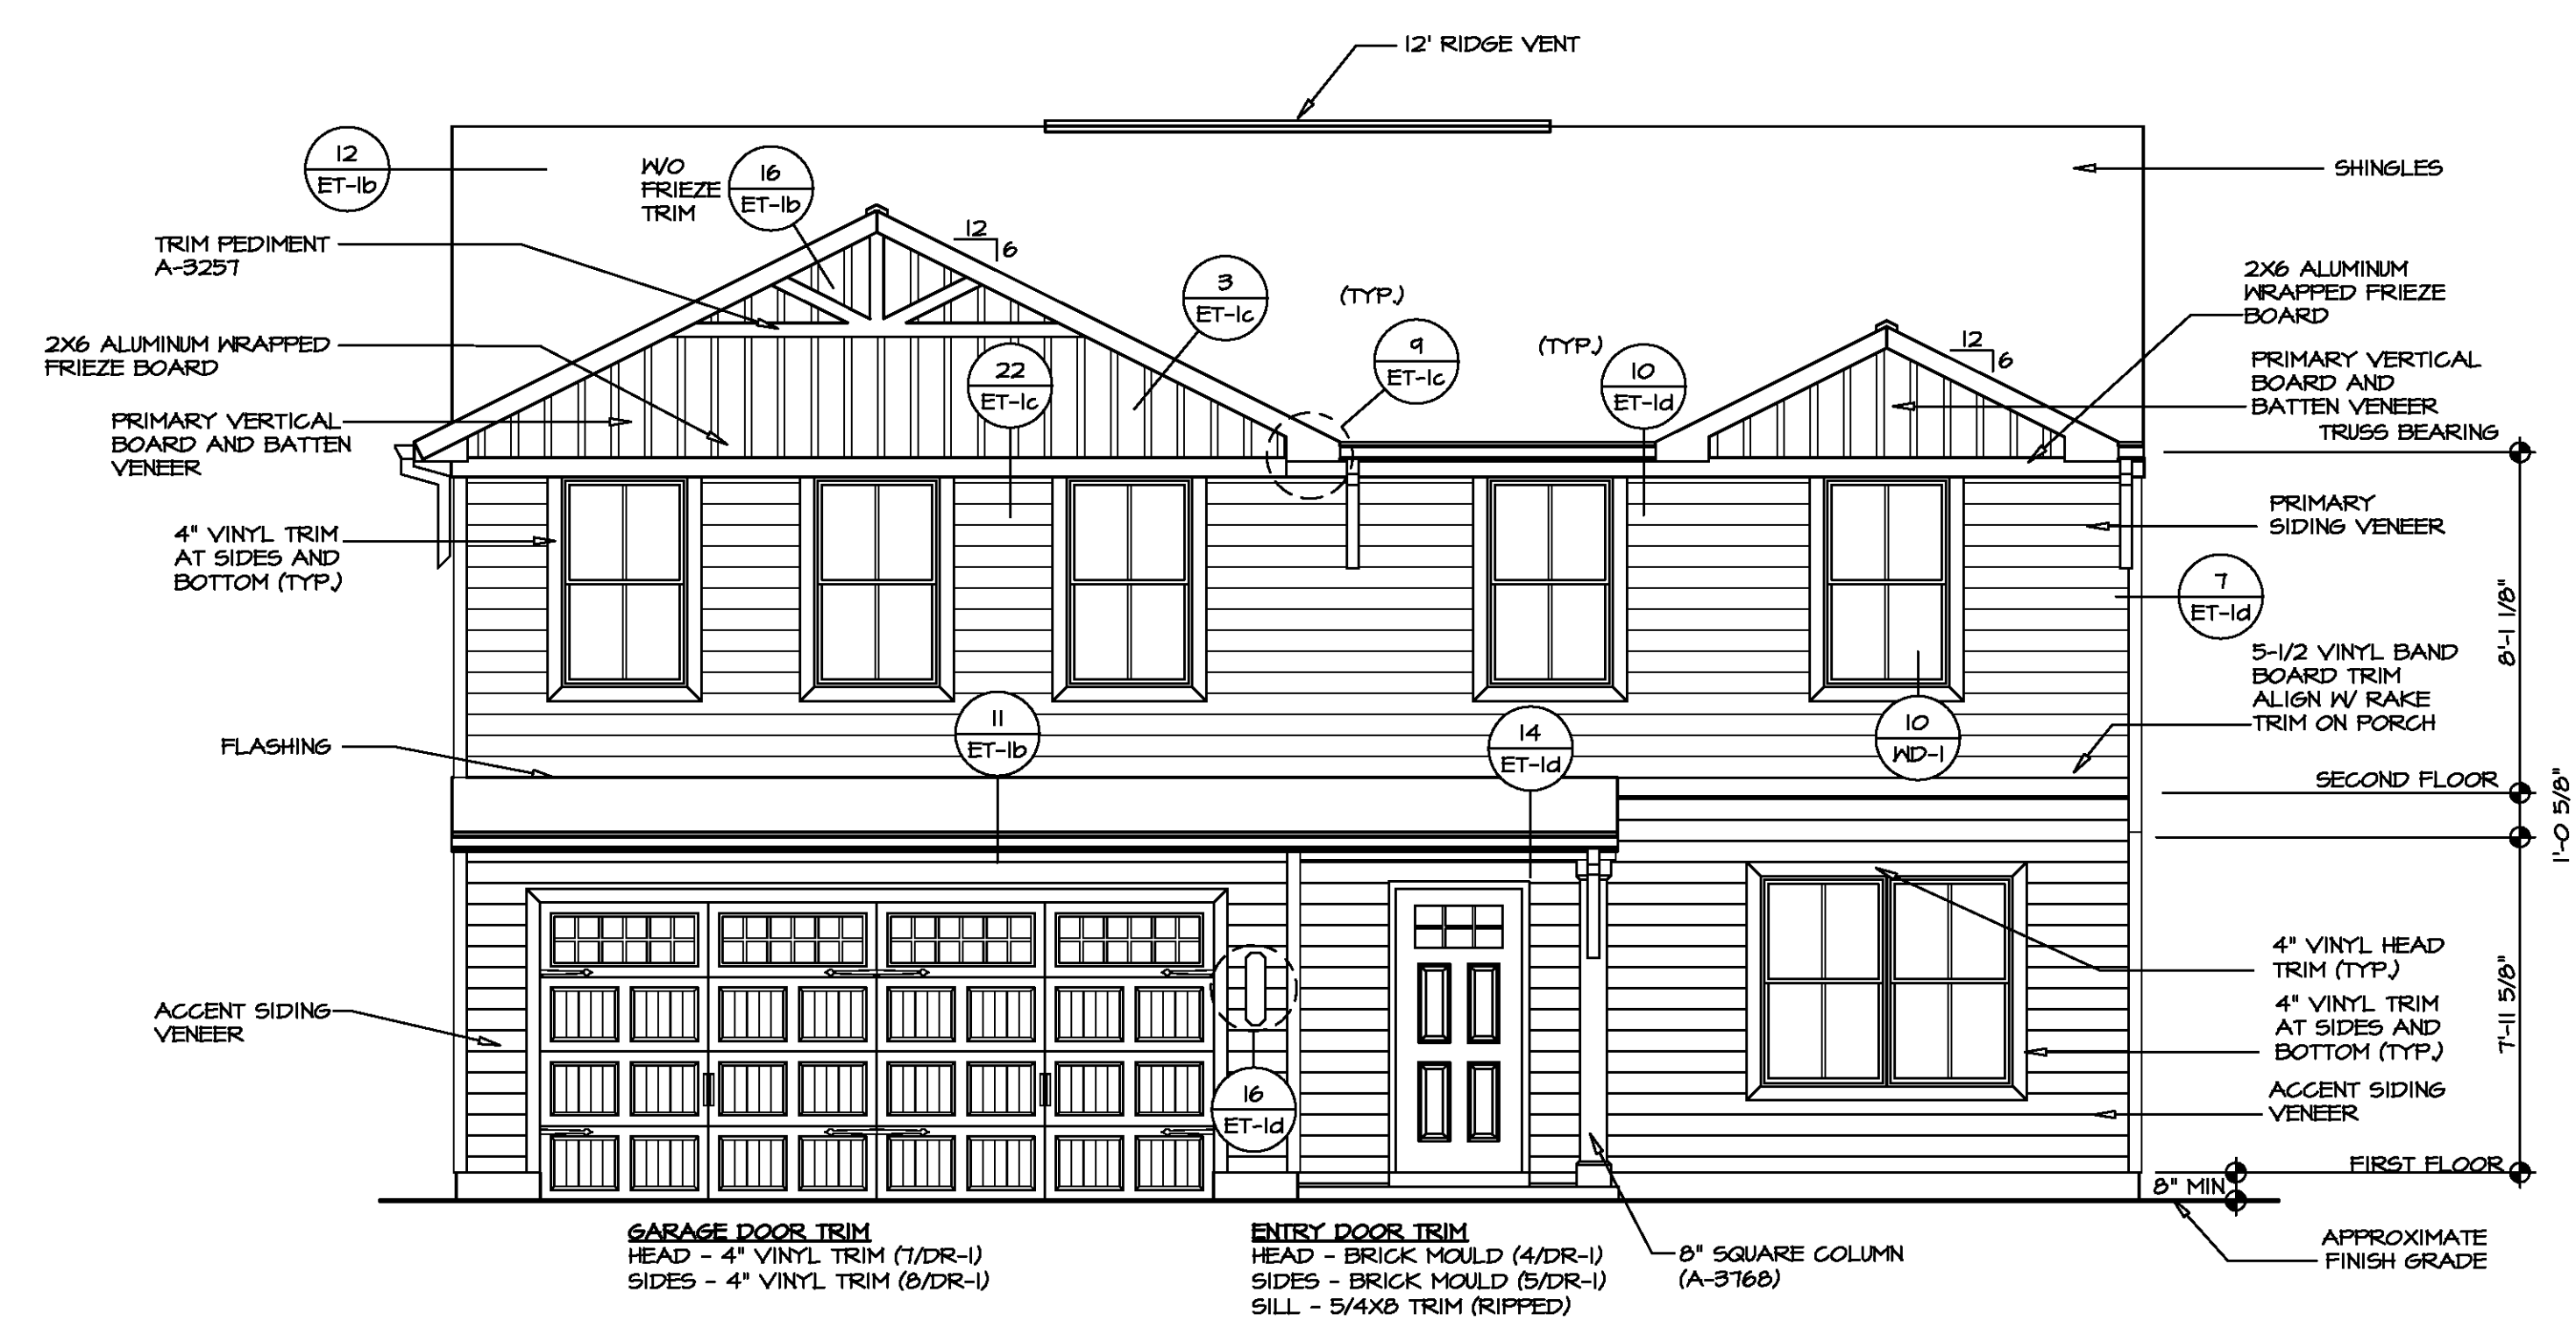 12' RIDGE VENT
12
ET-1b
W/O
FRIEZE
TRIM
16
ET-1b
SHINGLES
TRIM PEDIMENT
A-3257
12
6
3
ET-1c
(TYP.)
9
ET-1c
(TYP.)
10
ET-1d
12
6
2X6 ALUMINUM
WRAPPED FRIEZE
BOARD
2X6 ALUMINUM WRAPPED
FRIEZE BOARD
22
ET-1c
PRIMARY VERTICAL
BOARD AND
BATTEN VENEER
TRUSS BEARING
PRIMARY VERTICAL
BOARD AND BATTEN
VENEER
4" VINYL TRIM
AT SIDES AND
BOTTOM (TYP.)
PRIMARY
SIDING VENEER
7
ET-1d
8'-1 1/8"
5-1/2 VINYL BAND
BOARD TRIM
ALIGN W/ RAKE
TRIM ON PORCH
FLASHING
11
ET-1b
14
ET-1d
10
WD-1
SECOND FLOOR
1'-0 5/8"
4" VINYL HEAD
TRIM (TYP.)
4" VINYL TRIM
AT SIDES AND
BOTTOM (TYP.)
7'-11 5/8"
ACCENT SIDING
VENEER
16
ET-1d
ACCENT SIDING
VENEER
FIRST FLOOR
8" MIN
APPROXIMATE
FINISH GRADE
GARAGE DOOR TRIM
HEAD - 4" VINYL TRIM (7/DR-1)
SIDES - 4" VINYL TRIM (8/DR-1)
ENTRY DOOR TRIM
HEAD - BRICK MOULD (4/DR-1)
SIDES - BRICK MOULD (5/DR-1)
SILL - 5/4X8 TRIM (RIPPED)
8" SQUARE COLUMN
(A-3768)